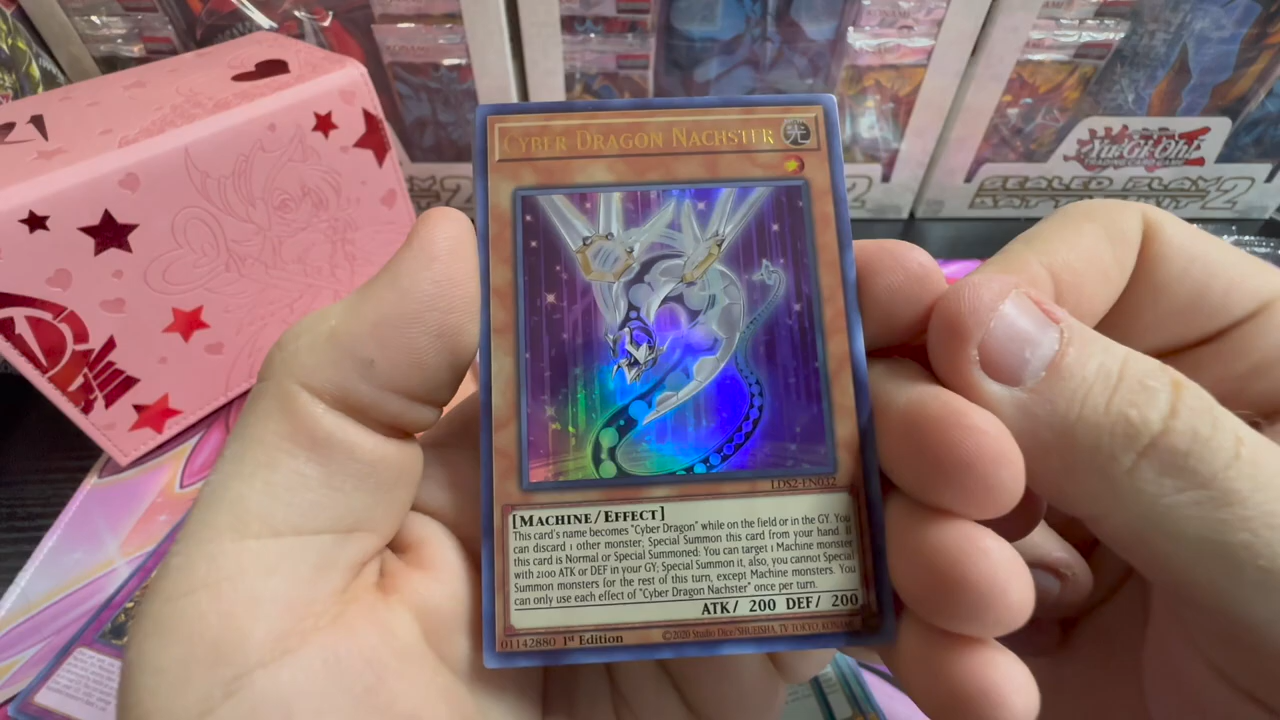 CYBER DRAGON NACHSTER
光
LDS2-EN032
[MACHINE/EFFECT]
This card's name becomes "Cyber Dragon" while on the field or in the GY. You
can discard 1 other monster; Special Summon this card from your hand. If
this card is Normal or Special Summoned: You can target 1 Machine monster
with 2100 ATK or DEF in your GY; Special Summon it, also, you cannot Special
Summon monsters for the rest of this turn, except Machine monsters. You
can only use each effect of "Cyber Dragon Nachster" once per turn.
ATK/ 200 DEF/ 200
01142880 1st Edition
©2020 Studio Dice/SHUEISHA, TV TOKYO, KONAMI
Yu-Gi-Oh!
TRADING CARD GAME
SEALED PLAY
BATTLE KIT 2